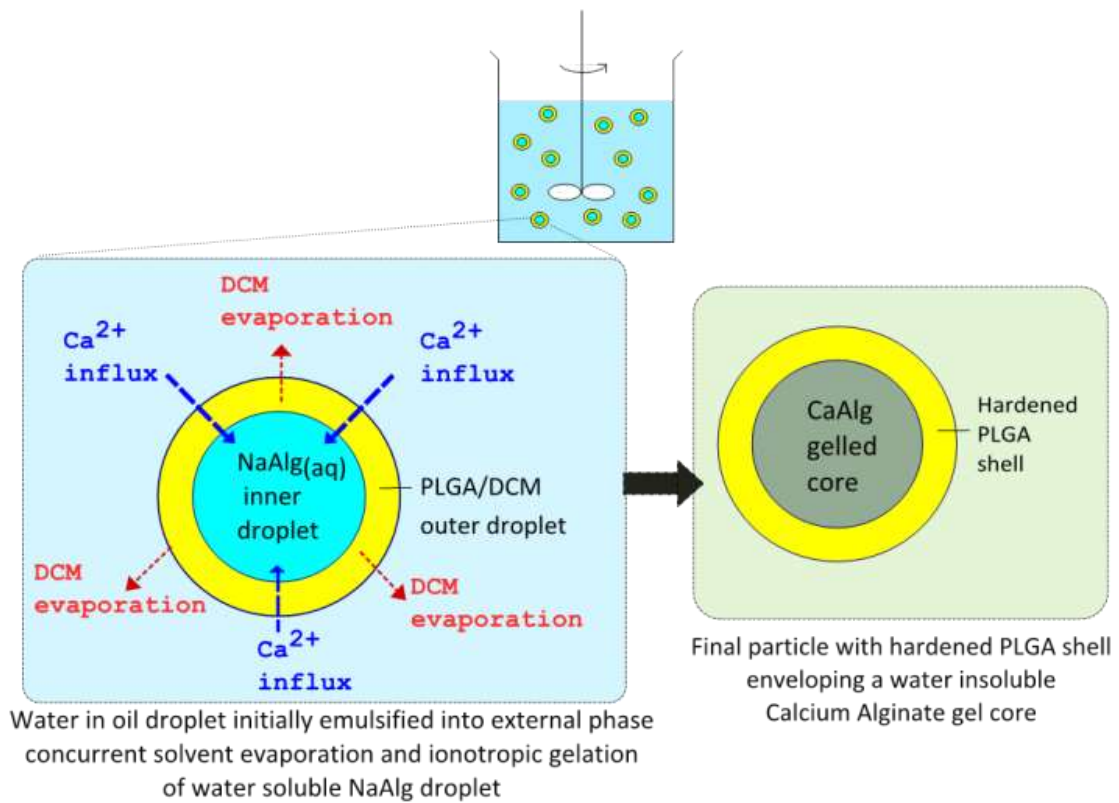 DCM
evaporation
Ca2+
influx
Ca2+
influx
NaAlg(aq)
inner
droplet
PLGA/DCM
outer droplet
DCM
evaporation
DCM
evaporation
Ca2+
influx
Water in oil droplet initially emulsified into external phase
concurrent solvent evaporation and ionotropic gelation
of water soluble NaAlg droplet
CaAlg
gelled
core
Hardened
PLGA
shell
Final particle with hardened PLGA shell
enveloping a water insoluble
Calcium Alginate gel core